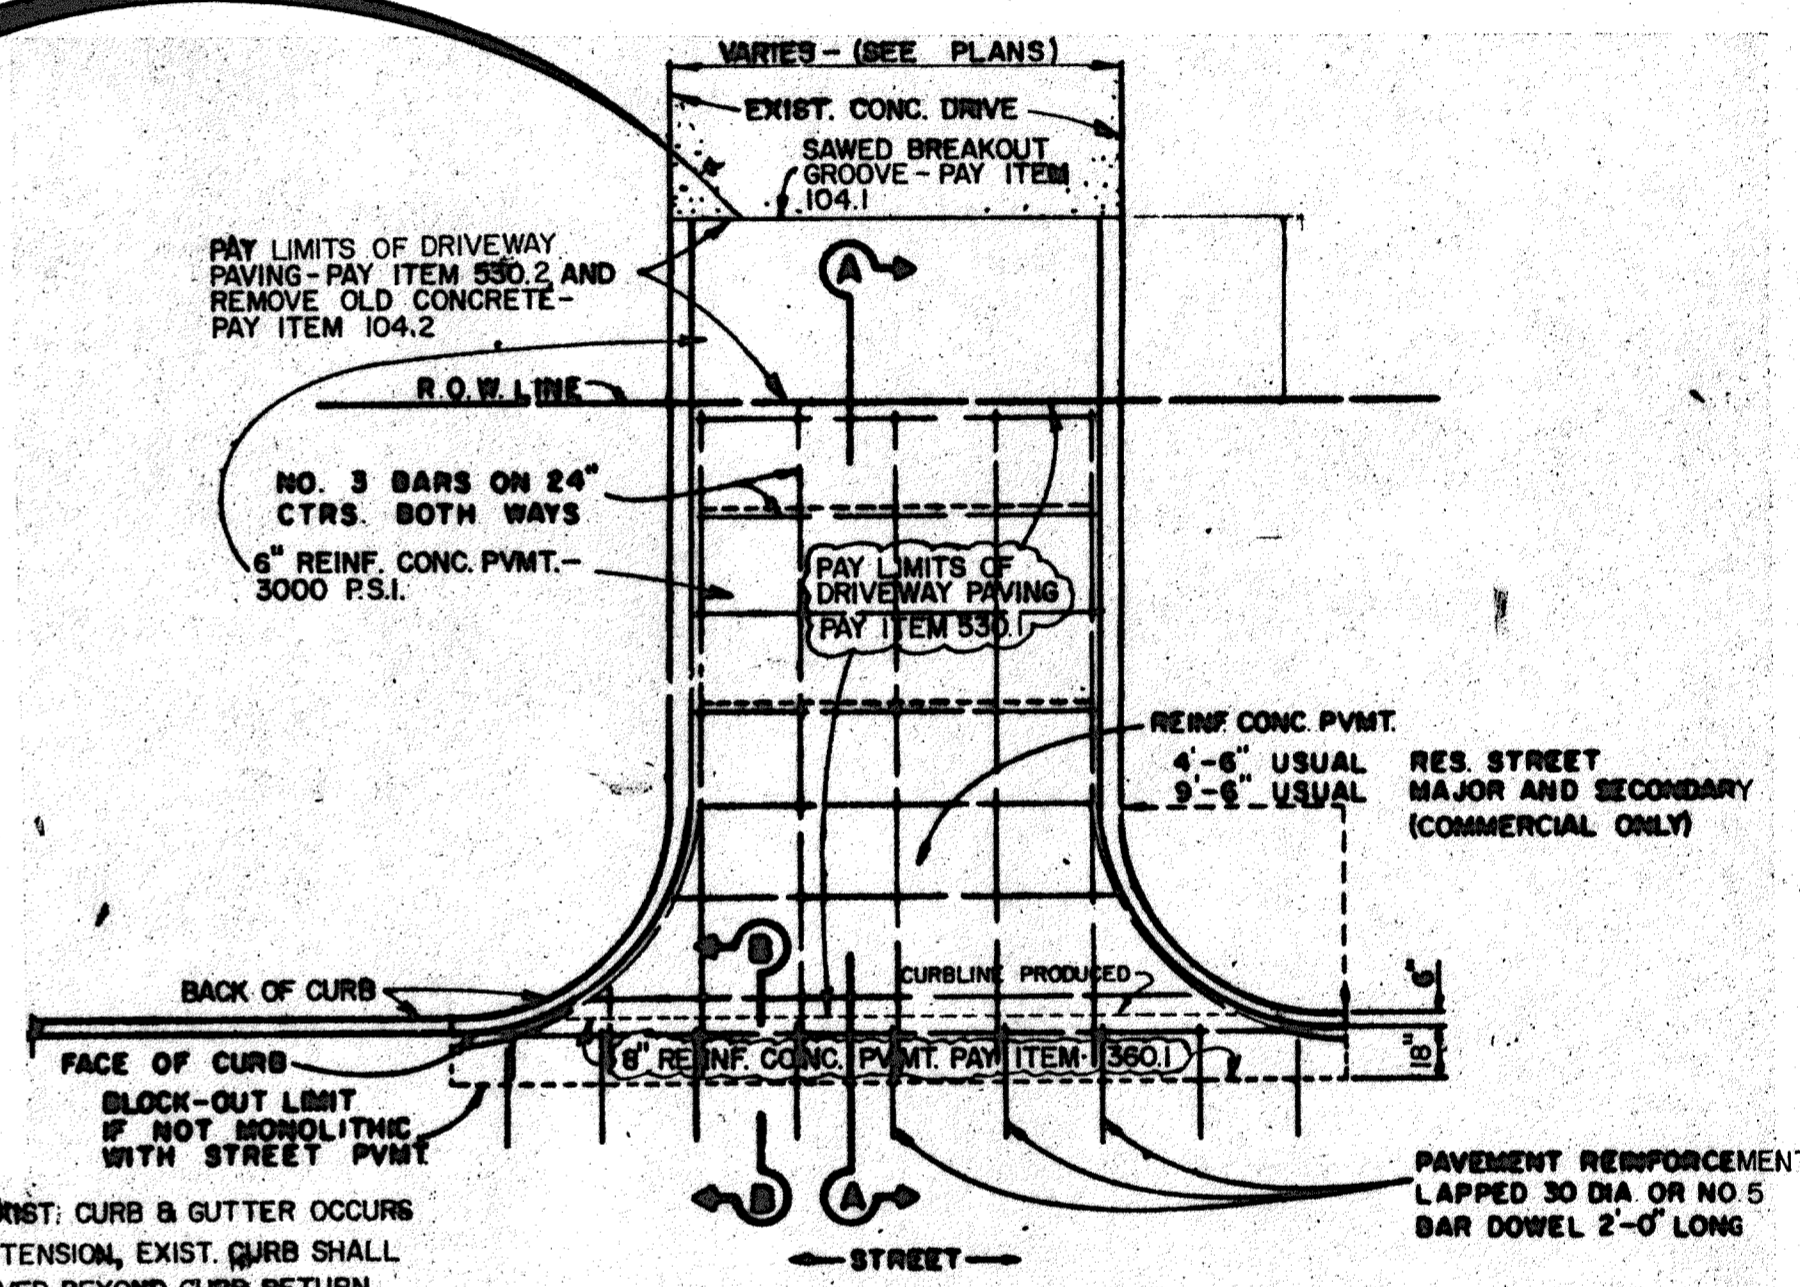 VARIES - (SEE PLANS)
EXIST. CONC. DRIVE
SAWED BREAKOUT
GROOVE - PAY ITEM
104.1
PAY LIMITS OF DRIVEWAY
PAVING - PAY ITEM 530.2 AND
REMOVE OLD CONCRETE -
PAY ITEM 104.2
A
R.O.W. LINE
NO. 3 BARS ON 24"
CTRS. BOTH WAYS
6" REINF. CONC. PVMT. -
3000 P.S.I.
PAY LIMITS OF
DRIVEWAY PAVING
PAY ITEM 530.1
REINF. CONC. PVMT.
4'-6" USUAL RES. STREET
9'-6" USUAL MAJOR AND SECONDARY
(COMMERCIAL ONLY)
B
CURBLINE PRODUCED
BACK OF CURB
6"
18"
8" REINF. CONC. PVMT. PAY ITEM 360.1
FACE OF CURB
BLOCK-OUT LIMIT
IF NOT MONOLITHIC
WITH STREET PVMT.
B A
PAVEMENT REINFORCEMENT
LAPPED 30 DIA. OR NO. 5
BAR DOWEL 2'-0" LONG
CURB & GUTTER OCCURS
TENSION, EXIST. CURB SHALL
BEYOND CURB RETURN
STREET